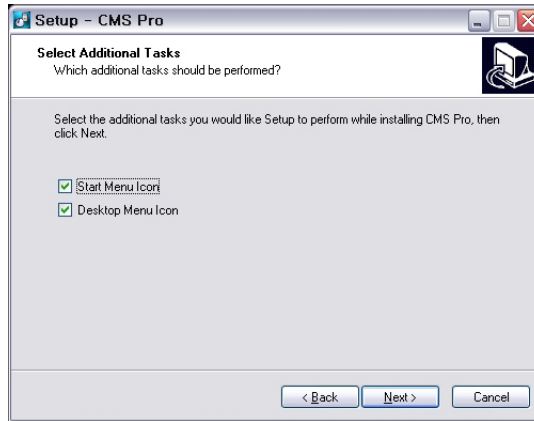 Setup - CMS Pro
Select Additional Tasks
Which additional tasks should be performed?
Select the additional tasks you would like Setup to perform while installing CMS Pro, then
click Next.
Start Menu Icon
Desktop Menu Icon
< Back
Next >
Cancel